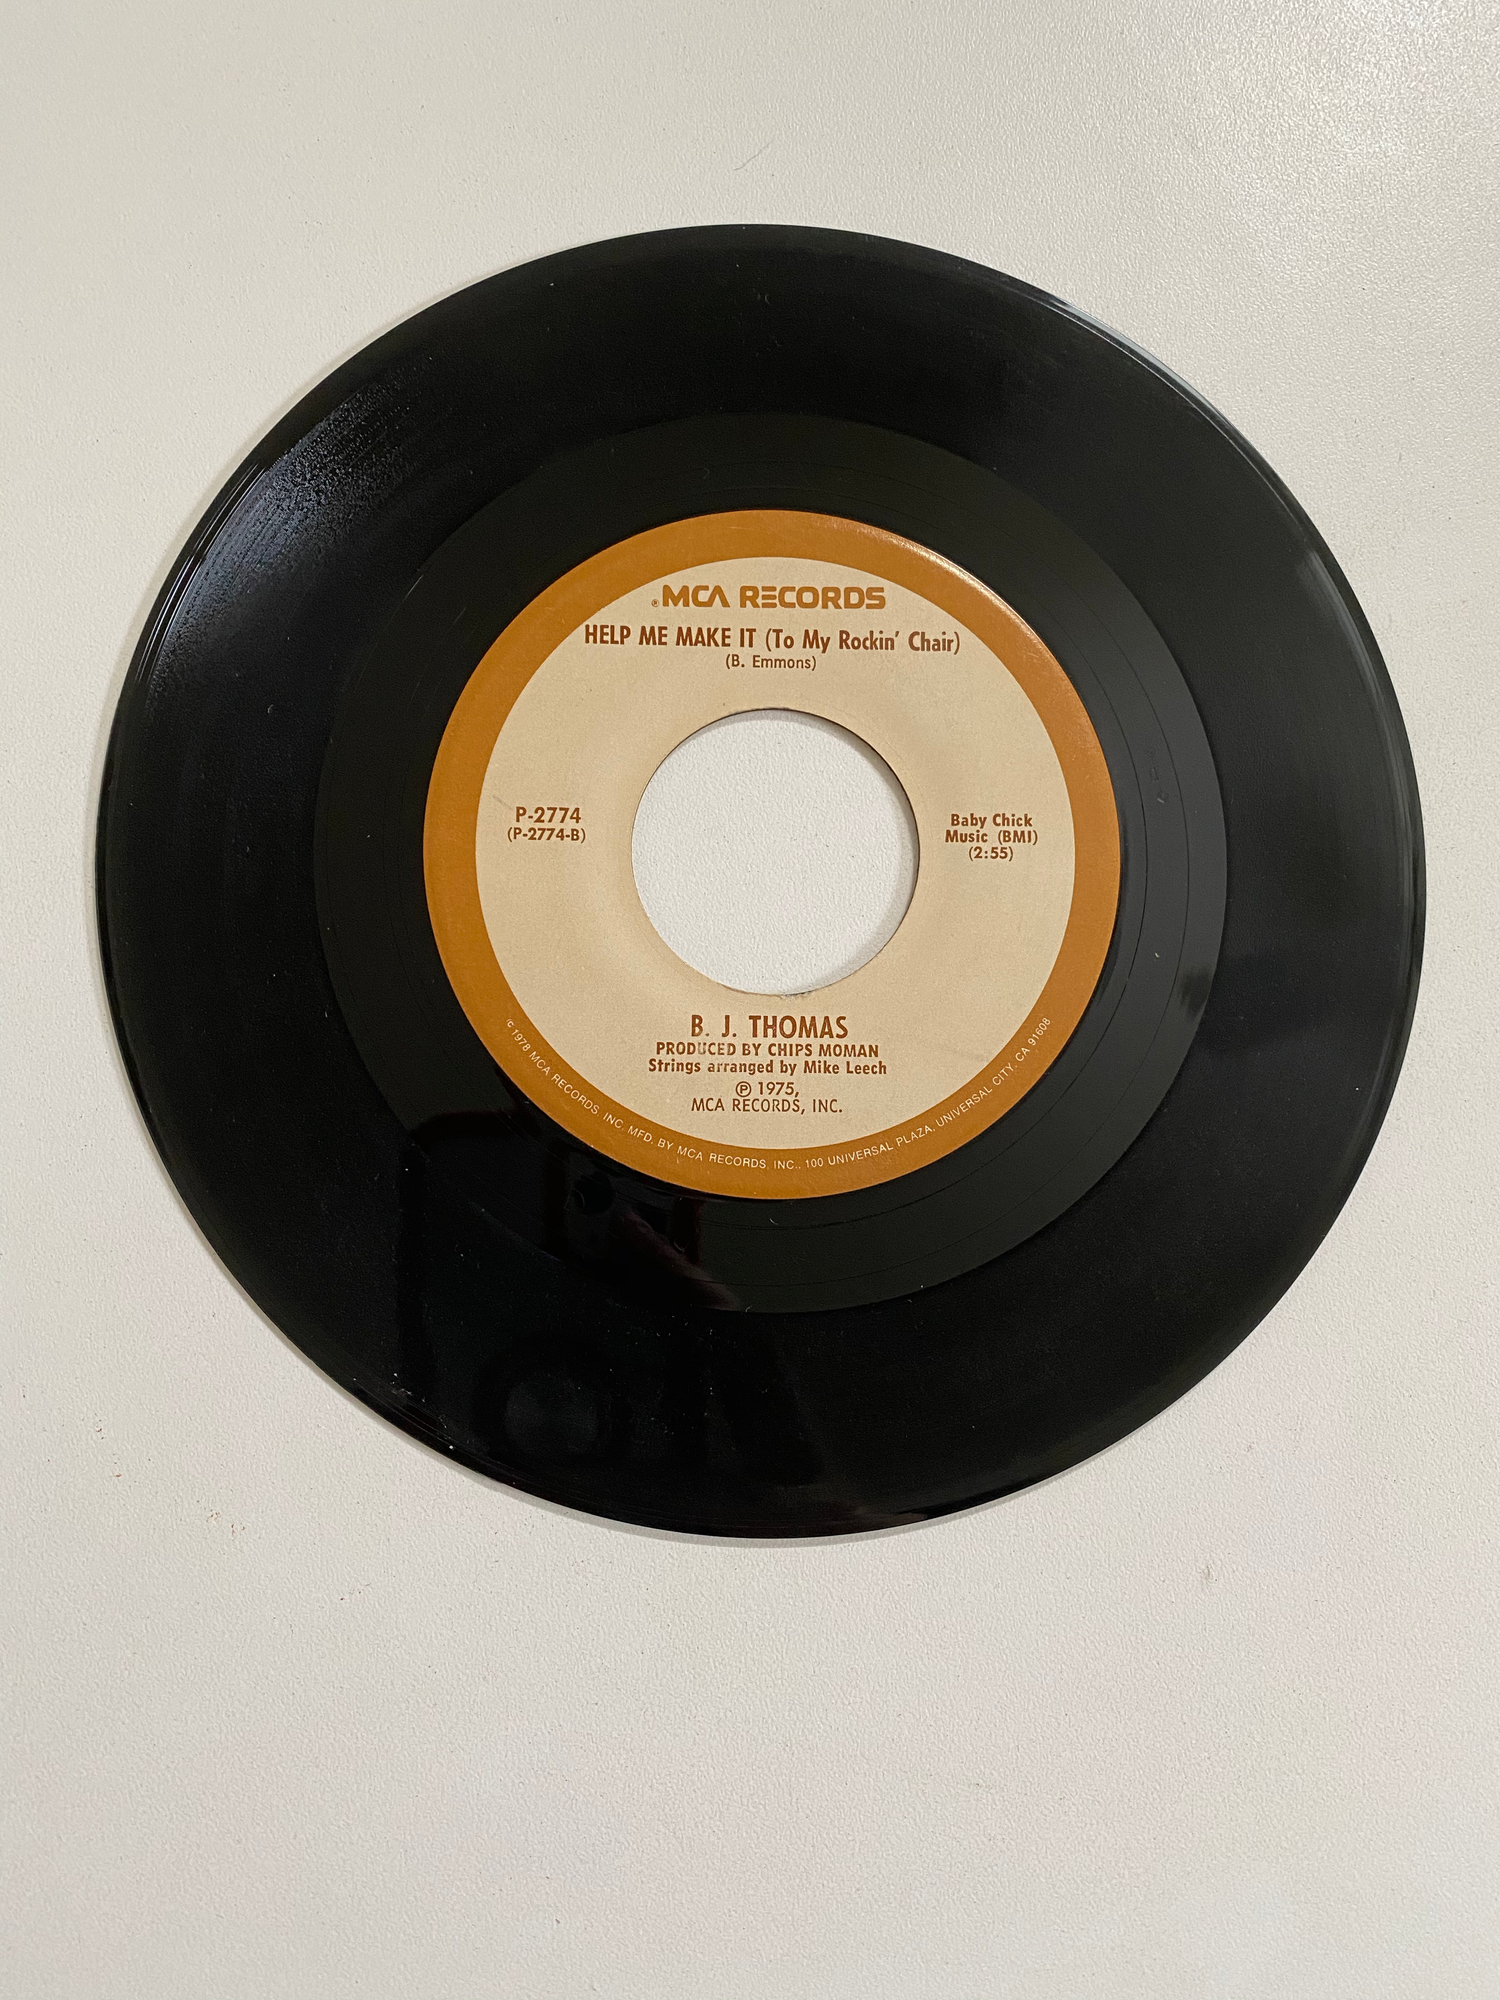 ®MCA RECORDS
HELP ME MAKE IT (To My Rockin' Chair)
(B. Emmons)
P-2774
(P-2774-B)
Baby Chick
Music (BMI)
(2:55)
B. J. THOMAS
PRODUCED BY CHIPS MOMAN
Strings arranged by Mike Leech
℗ 1975,
MCA RECORDS, INC.
© 1978 MCA RECORDS, INC. MFD. BY MCA RECORDS, INC., 100 UNIVERSAL PLAZA, UNIVERSAL CITY, CA 91608